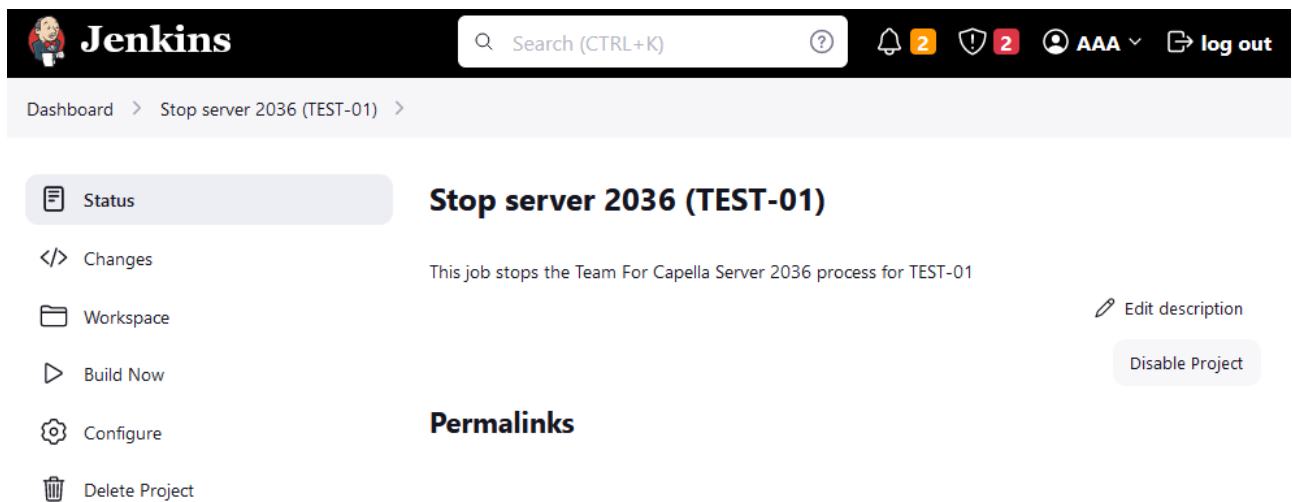 Jenkins
Search (CTRL+K)
2
2
AAA
log out
Dashboard > Stop server 2036 (TEST-01) >
Status
Changes
Workspace
Build Now
Configure
Delete Project
Stop server 2036 (TEST-01)
This job stops the Team For Capella Server 2036 process for TEST-01
Edit description
Disable Project
Permalinks